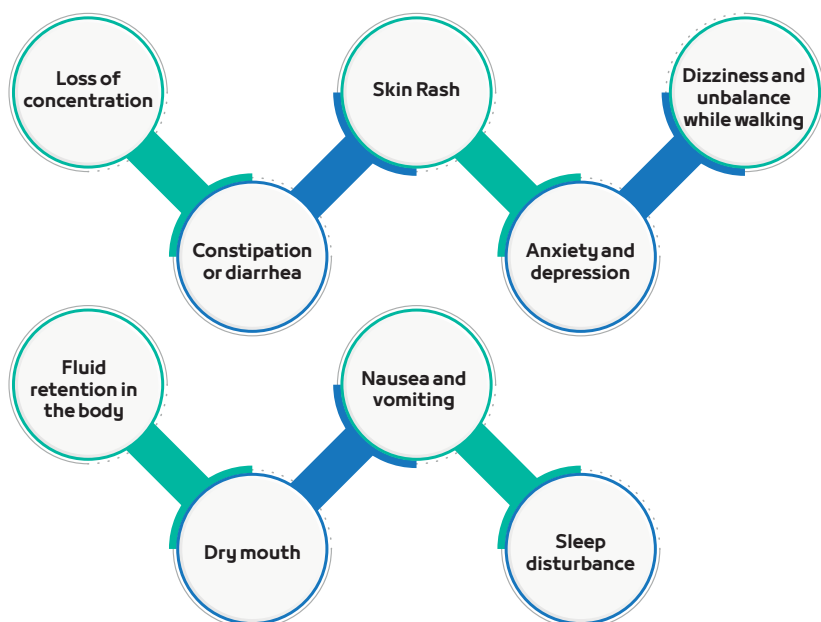 Loss of
concentration
Constipation
or diarrhea
Skin Rash
Anxiety and
depression
Dizziness and
unbalance
while walking
Fluid
retention in
the body
Dry mouth
Nausea and
vomiting
Sleep
disturbance